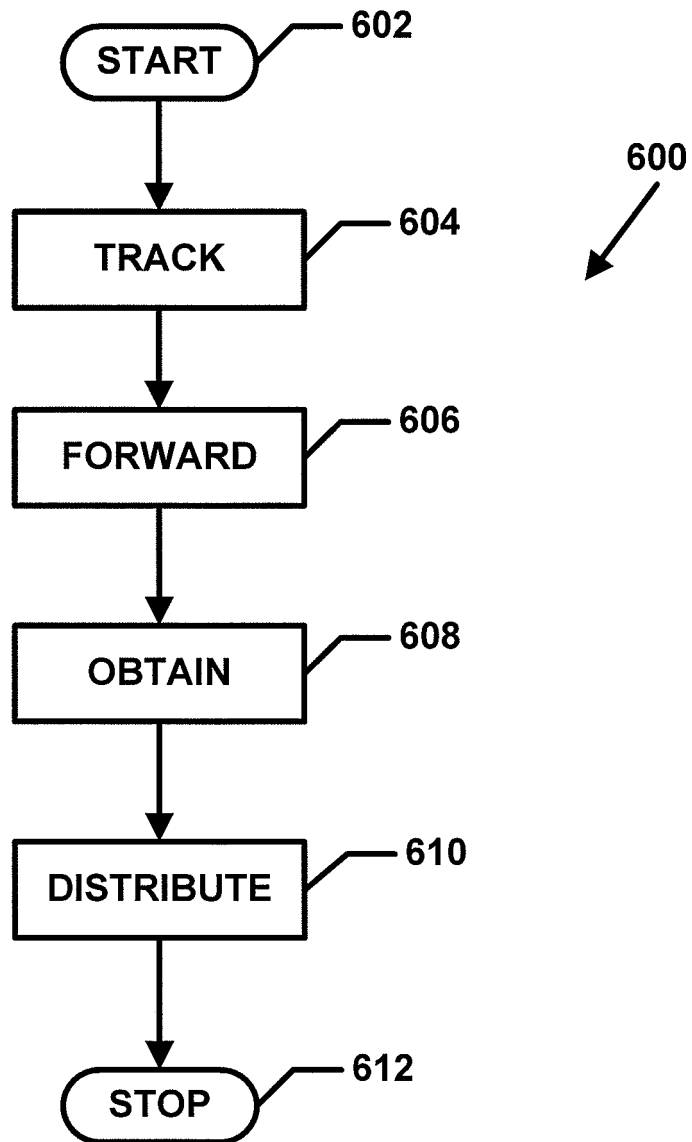 START
602
600
TRACK
604
FORWARD
606
OBTAIN
608
DISTRIBUTE
610
STOP
612